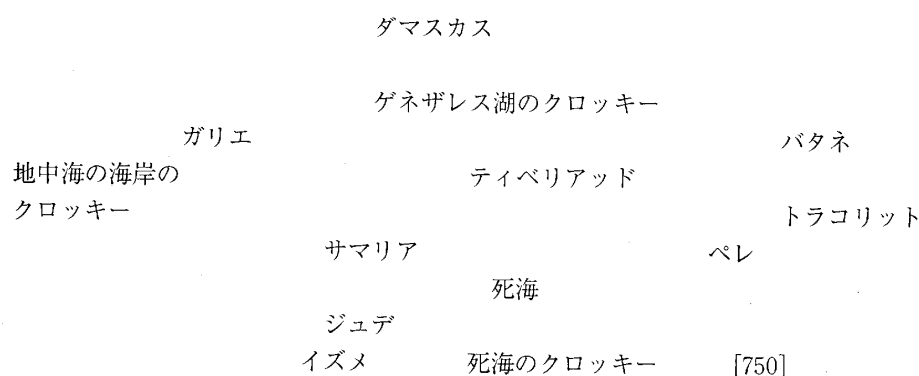 ダマスカス
ゲネザレス湖のクロッキー
ガリエ
バタネ
地中海の海岸の
クロッキー
ティベリアッド
トラコリット
サマリア
ペレ
死海
ジュデ
イズメ
死海のクロッキー
[750]